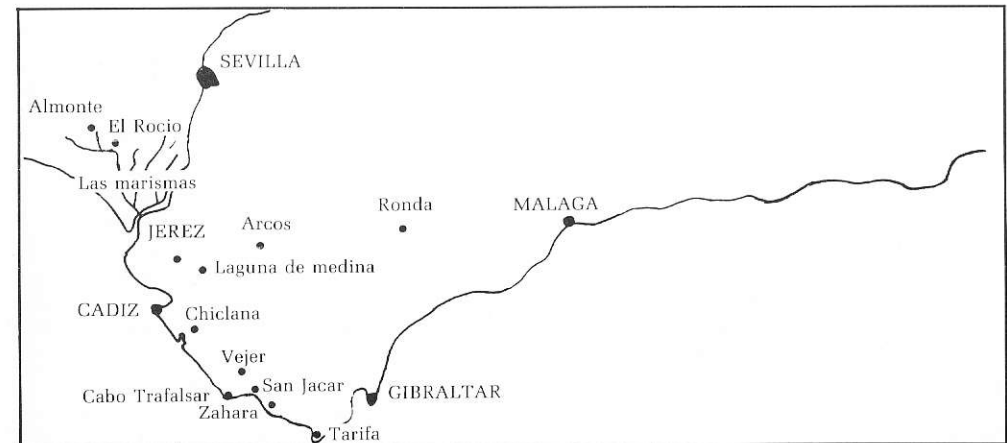 SEVILLA
Almonte
El Rocio
Las marismas
Ronda
MALAGA
Arcos
JEREZ
Laguna de medina
CADIZ
Chiclana
Vejer
San Jacar
Cabo Trafalsar
GIBRALTAR
Zahara
Tarifa